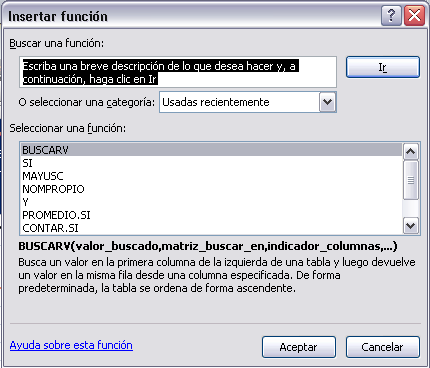 Insertar función
Buscar una función:
Escriba una breve descripción de lo que desea hacer y, a
continuación, haga clic en Ir
Ir
O seleccionar una categoría: Usadas recientemente
Seleccionar una función:
BUSCARV
SI
MAYUSC
NOMPROPIO
Y
PROMEDIO.SI
CONTAR.SI
BUSCARV(valor_buscado,matriz_buscar_en,indicador_columnas,...)
Busca un valor en la primera columna de la izquierda de una tabla y luego devuelve
un valor en la misma fila desde una columna especificada. De forma
predeterminada, la tabla se ordena de forma ascendente.
Ayuda sobre esta función
Aceptar
Cancelar